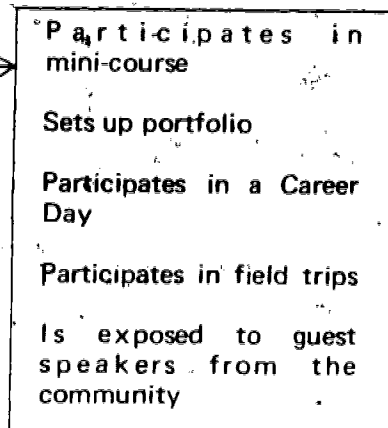 Participates in
mini-course
Sets up portfolio
Participates in a Career
Day
Participates in field trips
Is exposed to guest
speakers from the
community